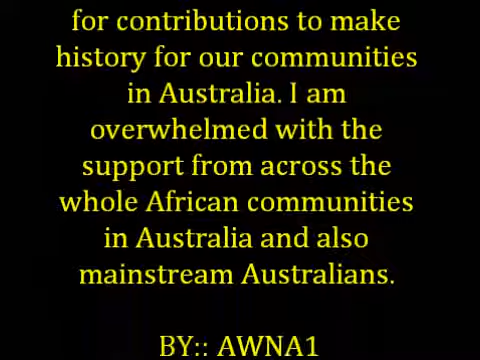 for contributions to make
history for our communities
in Australia. I am
overwhelmed with the
support from across the
whole African communities
in Australia and also
mainstream Australians.
BY:: AWNA1